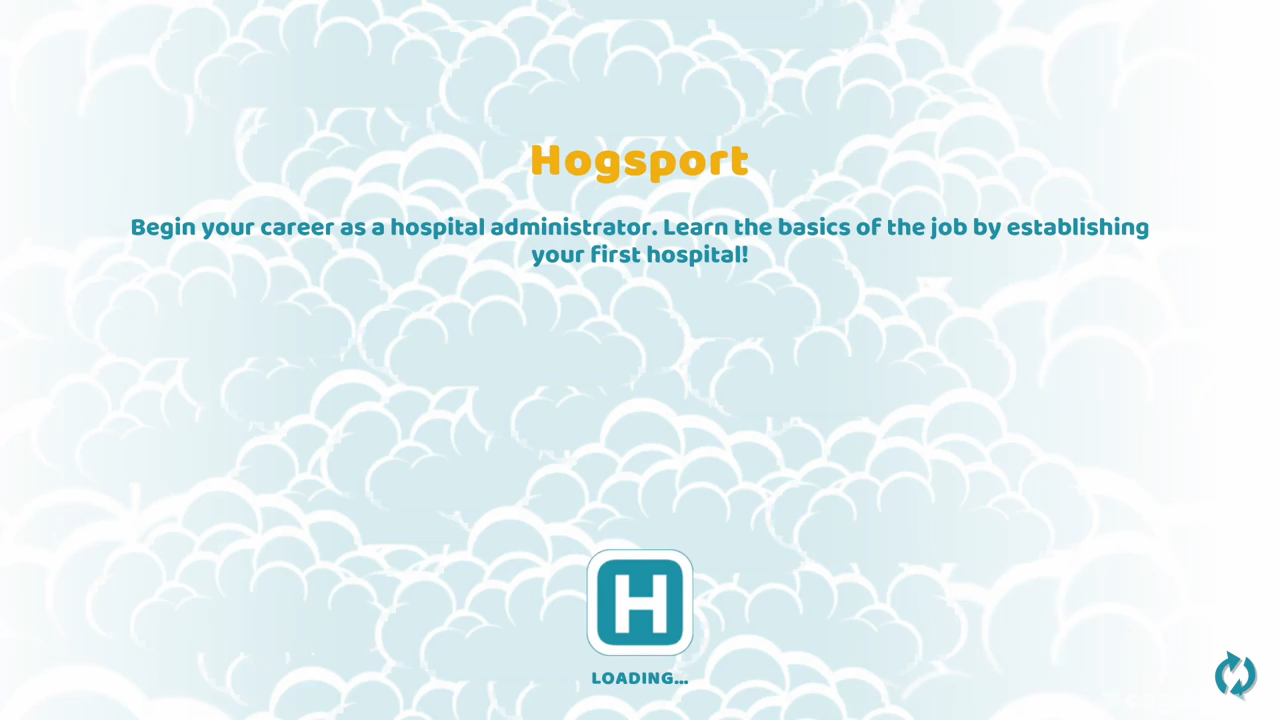 Hogsport
Begin your career as a hospital administrator. Learn the basics of the job by establishing
your first hospital!
H
LOADING...